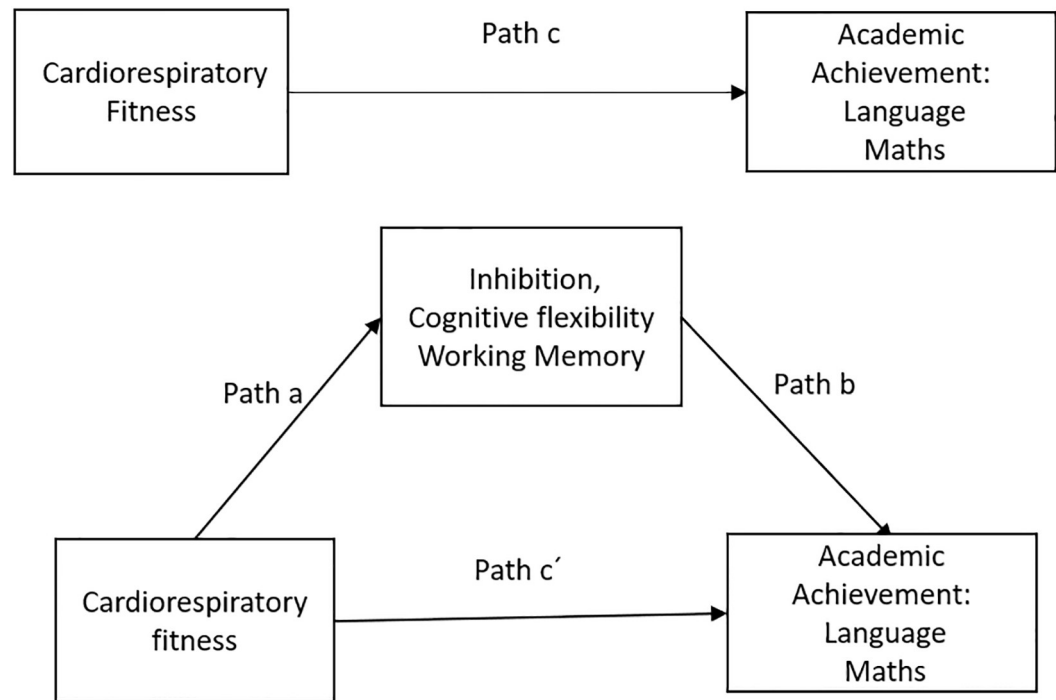 Path c
Cardiorespiratory
Fitness
Academic
Achievement:
Language
Maths
Inhibition,
Cognitive flexibility
Working Memory
Path a
Path b
Cardiorespiratory
fitness
Path c´
Academic
Achievement:
Language
Maths